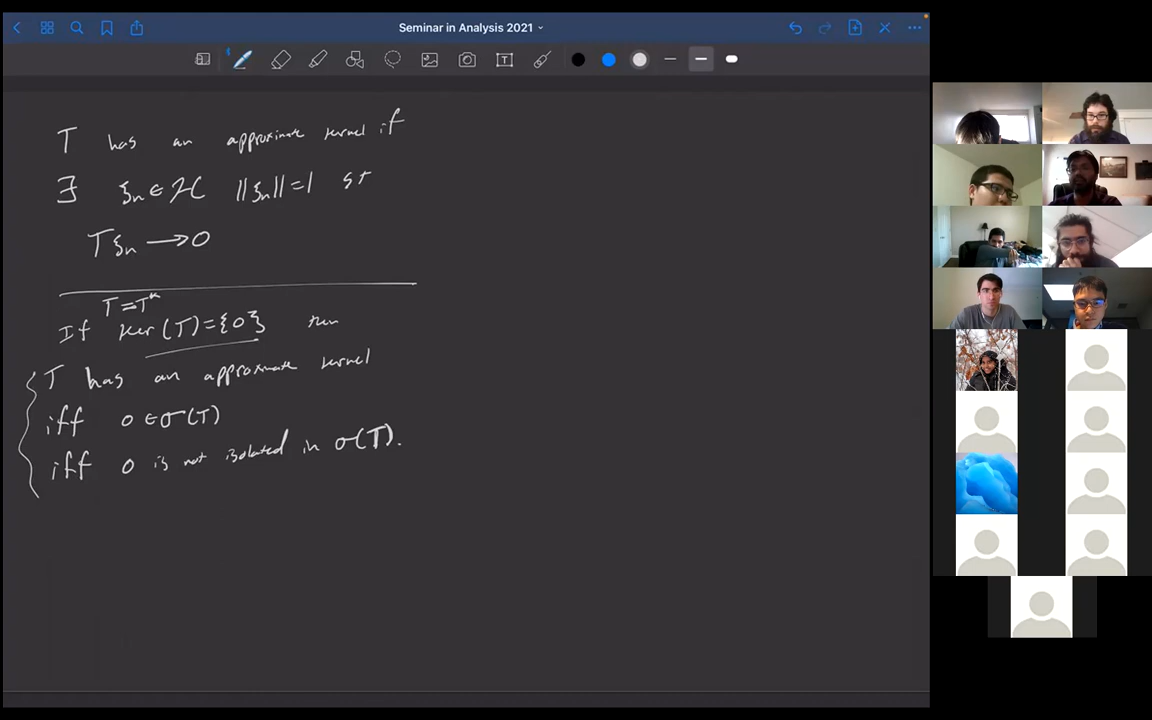 Seminar in Analysis 2021
T has an approximate kernel if
∃ ξₙ ∈ ℋ ||ξₙ|| = 1 st
Tξₙ → 0
T = T*
If ker(T) = {0} then
T has an approximate kernel
iff 0 ∈ σ(T)
iff 0 is not isolated in σ(T).